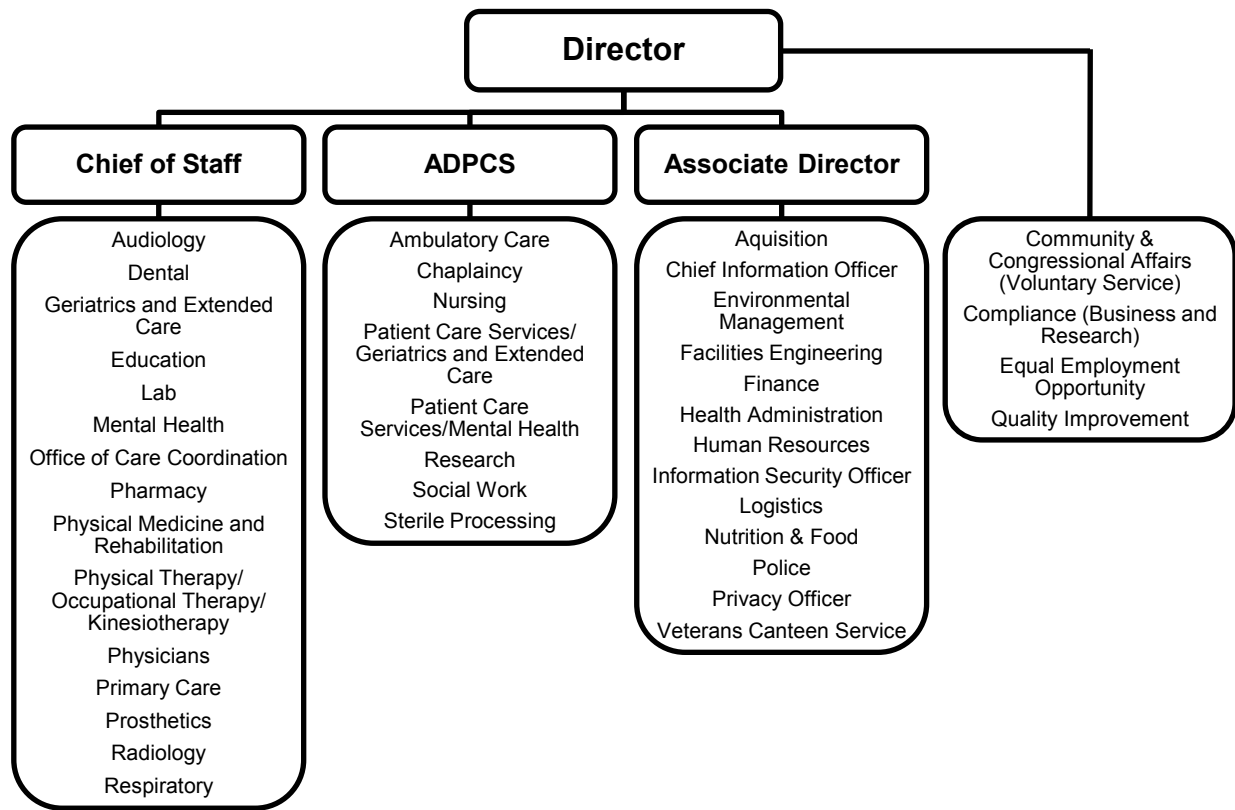 Director
Chief of Staff
ADPCS
Associate Director
Audiology
Dental
Geriatrics and Extended
Care
Education
Lab
Mental Health
Office of Care Coordination
Pharmacy
Physical Medicine and
Rehabilitation
Physical Therapy/
Occupational Therapy/
Kinesiotherapy
Physicians
Primary Care
Prosthetics
Radiology
Respiratory
Ambulatory Care
Chaplaincy
Nursing
Patient Care Services/
Geriatrics and Extended
Care
Patient Care
Services/Mental Health
Research
Social Work
Sterile Processing
Aquisition
Chief Information Officer
Environmental
Management
Facilities Engineering
Finance
Health Administration
Human Resources
Information Security Officer
Logistics
Nutrition & Food
Police
Privacy Officer
Veterans Canteen Service
Community &
Congressional Affairs
(Voluntary Service)
Compliance (Business and
Research)
Equal Employment
Opportunity
Quality Improvement